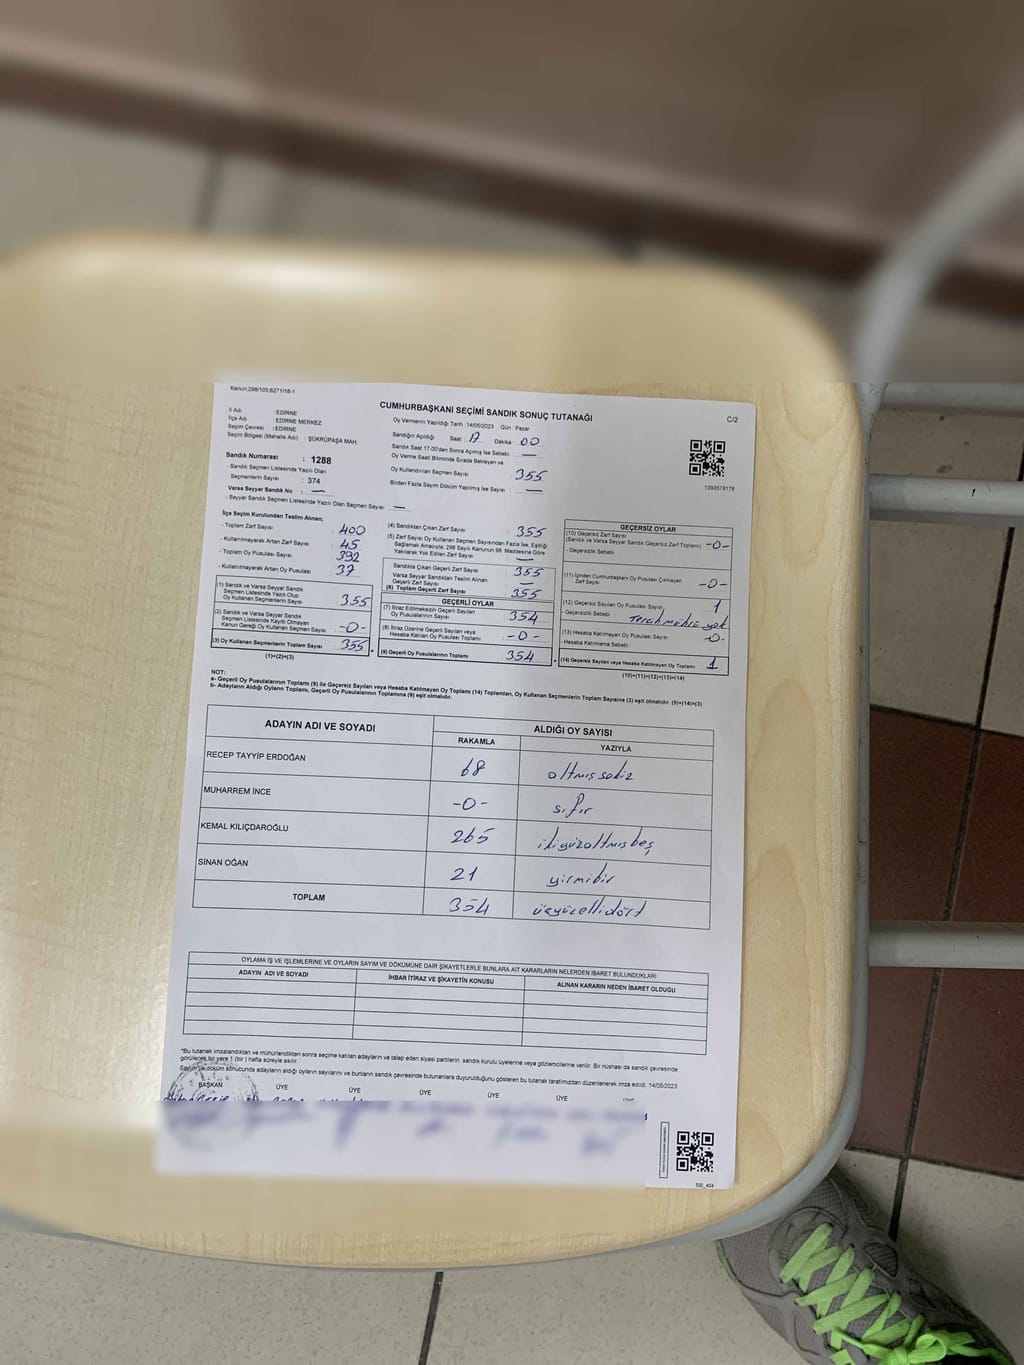 Kanun:298/105;6271/16-1
CUMHURBAŞKANI SEÇİMİ SANDIK SONUÇ TUTANAĞI
C/2
İl Adı : EDİRNE
İlçe Adı : EDİRNE MERKEZ
Seçim Çevresi : EDİRNE
Seçim Bölgesi (Mahalle Adı) : ŞÜKRÜPAŞA MAH.
Sandık Numarası : 1288
- Sandık Seçmen Listesinde Yazılı Olan
Seçmenlerin Sayısı : 374
Varsa Seyyar Sandık No : —
- Seyyar Sandık Seçmen Listesinde Yazılı Olan Seçmen Sayısı : —
Oy Vermenin Yapıldığı Tarih : 14/05/2023 Gün : Pazar
Sandığın Açıldığı Saat : 17 Dakika : 00
Sandık Saat 17.00'den Sonra Açılmış İse Sebebi : —
Oy Verme Saati Bitiminde Sırada Bekleyen ve
Oy Kullandırılan Seçmen Sayısı : 355
Birden Fazla Sayım Döküm Yapılmış İse Sayısı : —
1093578178
İlçe Seçim Kurulundan Teslim Alınan;
- Toplam Zarf Sayısı : 400
- Kullanılmayarak Artan Zarf Sayısı : 45
- Toplam Oy Pusulası Sayısı : 392
- Kullanılmayarak Artan Oy Pusulası : 37
(1) Sandık ve Varsa Seyyar Sandık
Seçmen Listesinde Yazılı Olup
Oy Kullanan Seçmenlerin Sayısı : 355
(2) Sandık ve Varsa Seyyar Sandık
Seçmen Listesinde Kayıtlı Olmayan
Kanun Gereği Oy Kullanan Seçmen Sayısı : -0-
(3) Oy Kullanan Seçmenlerin Toplam Sayısı : 355
(1)+(2)=(3)
(4) Sandıktan Çıkan Zarf Sayısı : 355
(5) Zarf Sayısı Oy Kullanan Seçmen Sayısından Fazla İse, Eşitliği
Sağlamak Amacıyla; 298 Sayılı Kanunun 98. Maddesine Göre
Yakılarak Yok Edilen Zarf Sayısı : —
Sandıkta Çıkan Geçerli Zarf Sayısı : 355
Varsa Seyyar Sandıktan Teslim Alınan
Geçerli Zarf Sayısı : —
(6) Toplam Geçerli Zarf Sayısı : 355
GEÇERLİ OYLAR
(7) İtiraz Edilmeksizin Geçerli Sayılan
Oy Pusulalarının Sayısı : 354
(8) İtiraz Üzerine Geçerli Sayılan veya
Hesaba Katılan Oy Pusulası Toplamı : -0-
(9) Geçerli Oy Pusulalarının Toplamı : 354
GEÇERSİZ OYLAR
(10) Geçersiz Zarf Sayısı
(Sandık ve Varsa Seyyar Sandık Geçersiz Zarf Toplamı) : -0-
- Geçersizlik Sebebi :
(11) İçinden Cumhurbaşkanı Oy Pusulası Çıkmayan
Zarf Sayısı : -0-
(12) Geçersiz Sayılan Oy Pusulası Sayısı : 1
- Geçersizlik Sebebi : Tercih mührü yok
(13) Hesaba Katılmayan Oy Pusulası Sayısı : -0-
- Hesaba Katılmama Sebebi :
(14) Geçersiz Sayılan veya Hesaba Katılmayan Oy Toplamı : 1
(10)+(11)+(12)+(13)=(14)
NOT:
a- Geçerli Oy Pusulalarının Toplamı (9) ile Geçersiz Sayılan veya Hesaba Katılmayan Oy Toplamı (14) Toplamları, Oy Kullanan Seçmenlerin Toplam Sayısına (3) eşit olmalıdır. (9)+(14)=(3)
b- Adayların Aldığı Oyların Toplamı, Geçerli Oy Pusulalarının Toplamına (9) eşit olmalıdır.
ADAYIN ADI VE SOYADI ALDIĞI OY SAYISI
RAKAMLA YAZIYLA
RECEP TAYYİP ERDOĞAN 68 altmışsekiz
MUHARREM İNCE -0- sıfır
KEMAL KILIÇDAROĞLU 265 ikiyüzaltmışbeş
SİNAN OĞAN 21 yirmibir
TOPLAM 354 üçyüzellidört
OYLAMA İŞ VE İŞLEMLERİNE VE OYLARIN SAYIM VE DÖKÜMÜNE DAİR ŞİKAYETLERLE BUNLARA AİT KARARLARIN NELERDEN İBARET BULUNDUKLARI
ADAYIN ADI VE SOYADI İHBAR İTİRAZ VE ŞİKAYETİN KONUSU ALINAN KARARIN NEDEN İBARET OLDUĞU
*Bu tutanak imzalandıktan ve mühürlendikten sonra seçime katılan adayların ve talep eden siyasi partilerin sandık kurulu üyelerine veya gözlemcilerine verilir. Bir nüshası da sandık çevresinde
görülecek bir yere 1 (bir) hafta süreyle asılır.
Sayım ve döküm sonucunda adayların aldığı oyların sayılarını ve bunların sandık çevresinde bulunanlara duyurulduğunu gösteren bu tutanak tarafımızdan düzenlenerek imza edildi. 14/05/2023
BAŞKAN ÜYE ÜYE ÜYE ÜYE ÜYE ÜYE
SSİ_404